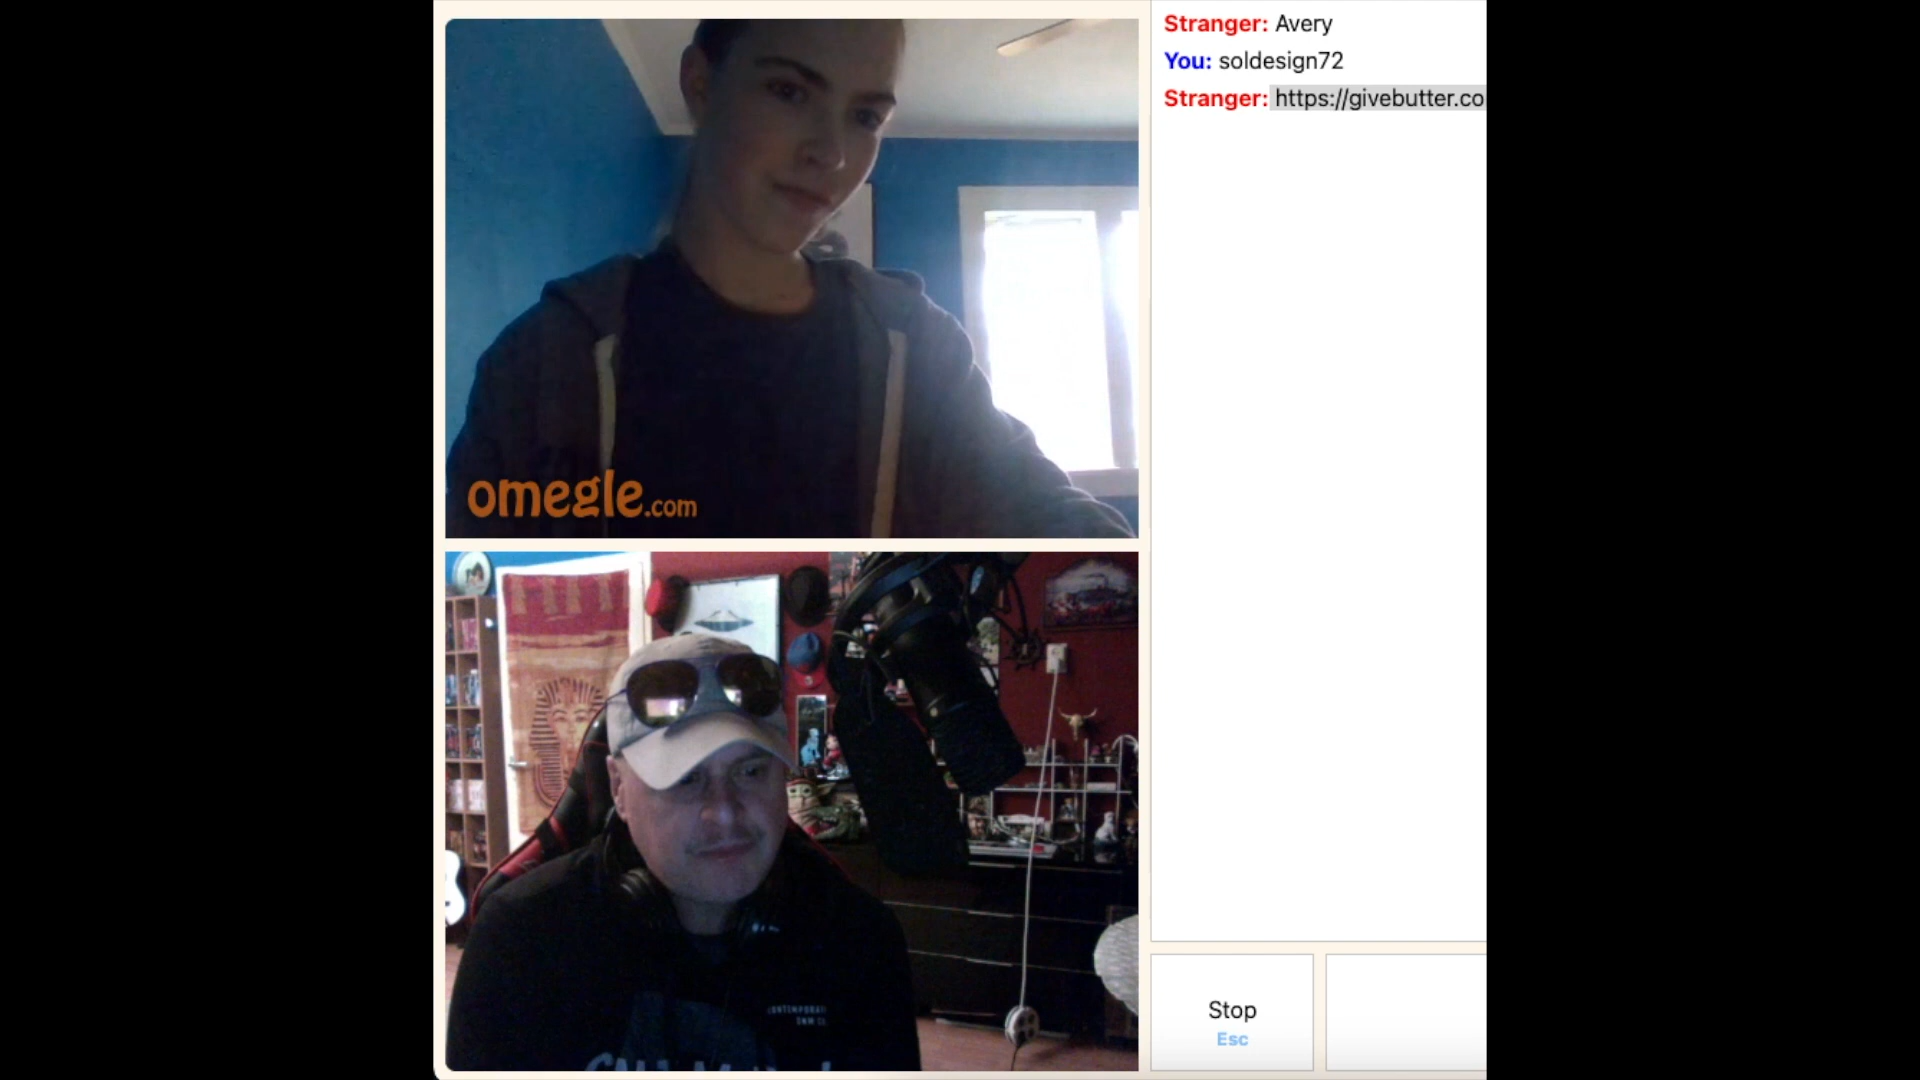 Stranger: Avery
You: soldesign72
Stranger: https://givebutter.co
omegle.com
Stop
Esc